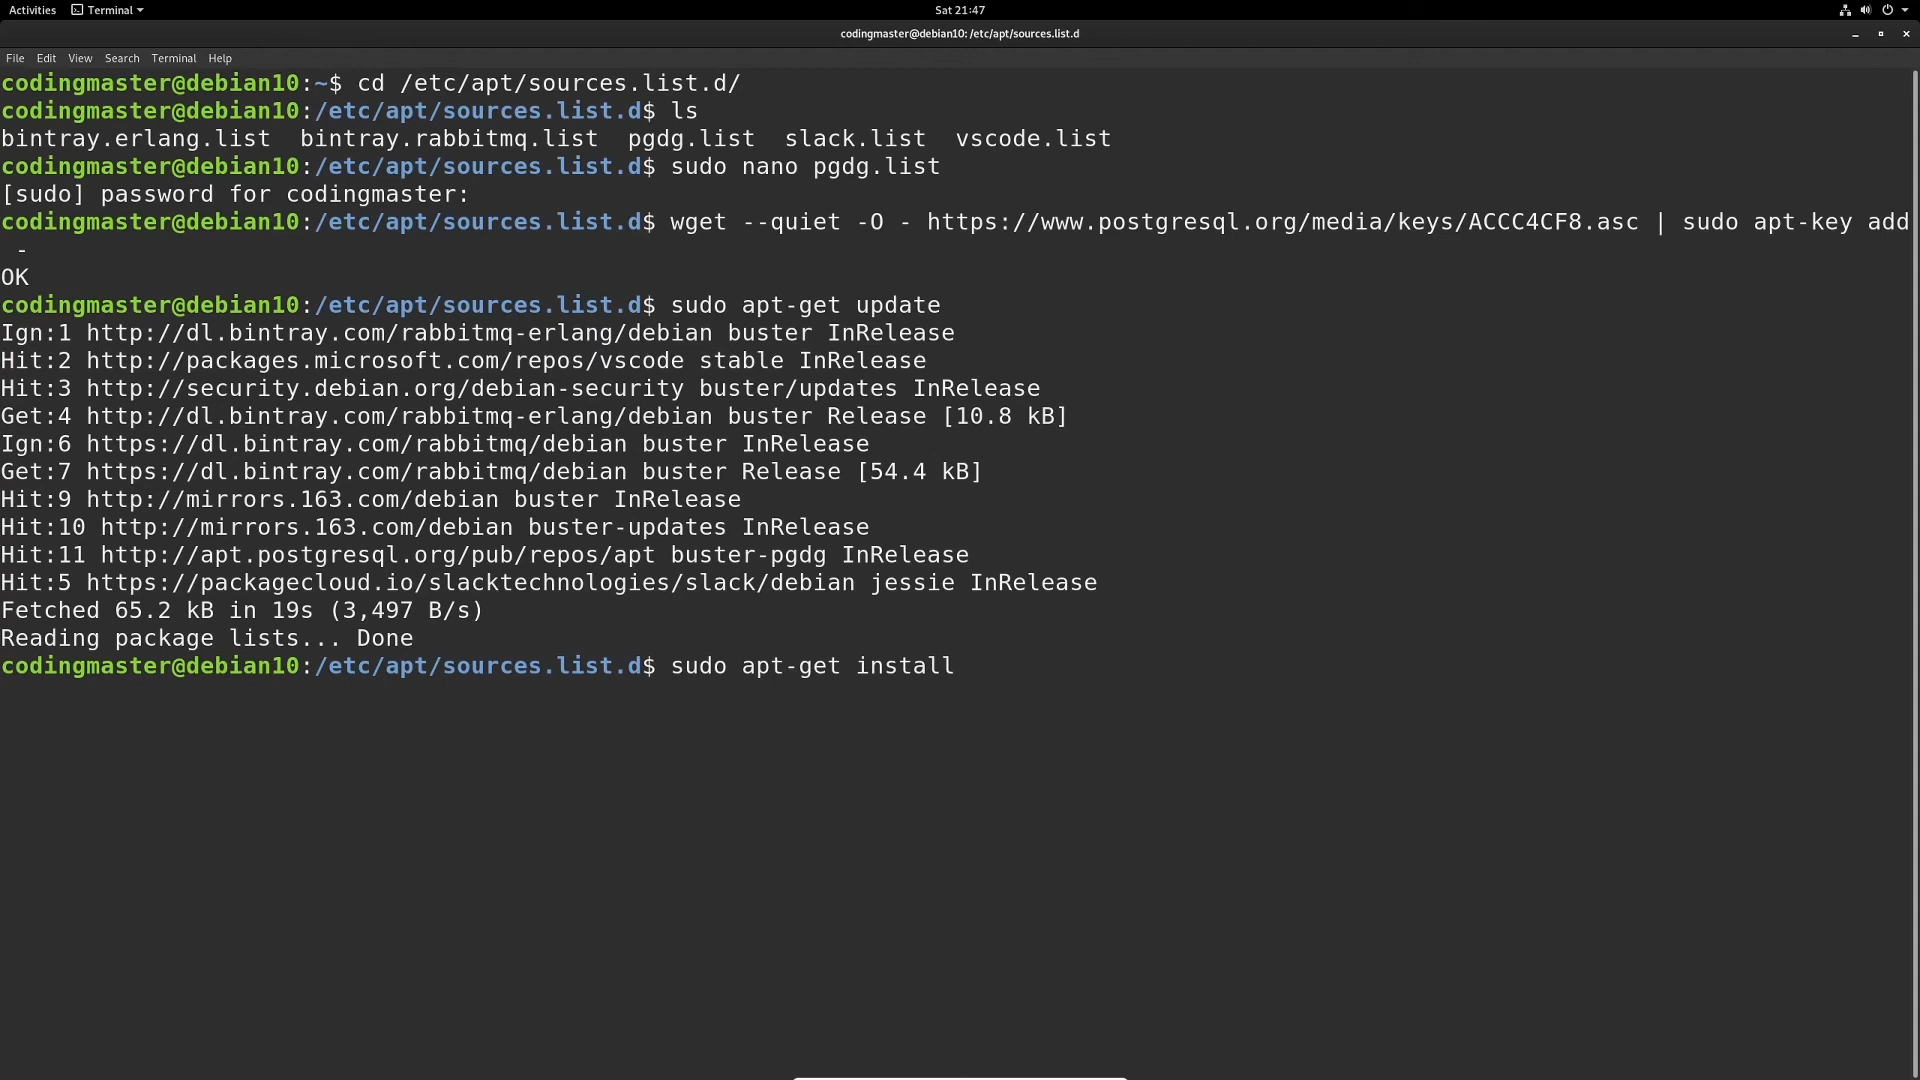 Activities Terminal Sat 21:47
codingmaster@debian10: /etc/apt/sources.list.d
File Edit View Search Terminal Help
codingmaster@debian10:~$ cd /etc/apt/sources.list.d/
codingmaster@debian10:/etc/apt/sources.list.d$ ls
bintray.erlang.list  bintray.rabbitmq.list  pgdg.list  slack.list  vscode.list
codingmaster@debian10:/etc/apt/sources.list.d$ sudo nano pgdg.list
[sudo] password for codingmaster:
codingmaster@debian10:/etc/apt/sources.list.d$ wget --quiet -O - https://www.postgresql.org/media/keys/ACCC4CF8.asc | sudo apt-key add
 -
OK
codingmaster@debian10:/etc/apt/sources.list.d$ sudo apt-get update
Ign:1 http://dl.bintray.com/rabbitmq-erlang/debian buster InRelease
Hit:2 http://packages.microsoft.com/repos/vscode stable InRelease
Hit:3 http://security.debian.org/debian-security buster/updates InRelease
Get:4 http://dl.bintray.com/rabbitmq-erlang/debian buster Release [10.8 kB]
Ign:6 https://dl.bintray.com/rabbitmq/debian buster InRelease
Get:7 https://dl.bintray.com/rabbitmq/debian buster Release [54.4 kB]
Hit:9 http://mirrors.163.com/debian buster InRelease
Hit:10 http://mirrors.163.com/debian buster-updates InRelease
Hit:11 http://apt.postgresql.org/pub/repos/apt buster-pgdg InRelease
Hit:5 https://packagecloud.io/slacktechnologies/slack/debian jessie InRelease
Fetched 65.2 kB in 19s (3,497 B/s)
Reading package lists... Done
codingmaster@debian10:/etc/apt/sources.list.d$ sudo apt-get install